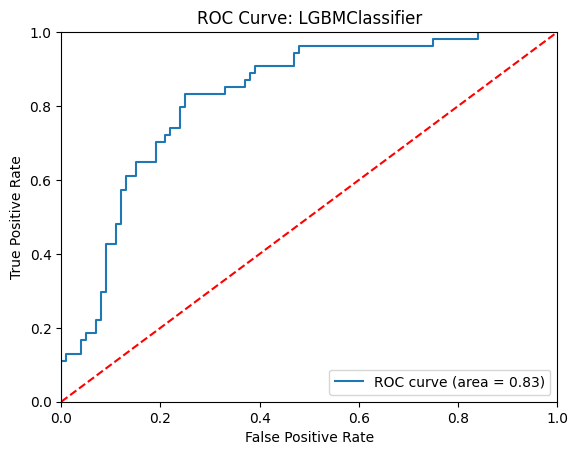 ROC Curve: LGBMClassifier
1.0
0.8
0.6
0.4
0.2
0.0
True Positive Rate
ROC curve (area = 0.83)
0.0 0.2 0.4 0.6 0.8 1.0
False Positive Rate